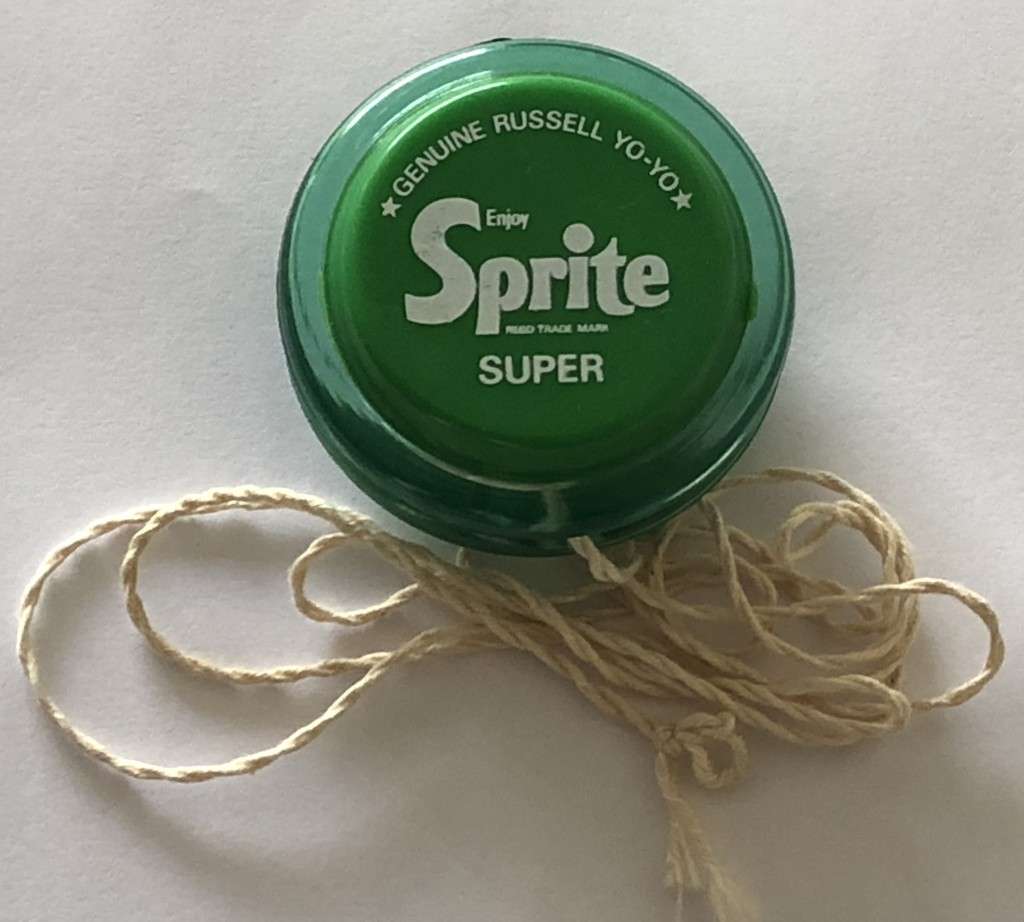 ★GENUINE RUSSELL YO-YO★
Enjoy
Sprite
REGD TRADE MARK
SUPER